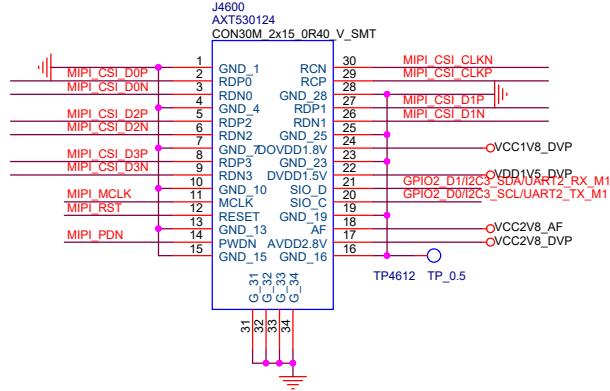 J4600
AXT530124
CON30M_2x15_0R40_V_SMT
1 GND_1 RCN 30 MIPI_CSI_CLKN
MIPI_CSI_D0P 2 RDP0 RCP 29 MIPI_CSI_CLKP
MIPI_CSI_D0N 3 RDN0 GND_28 28
4 GND_4 RDP1 27 MIPI_CSI_D1P
MIPI_CSI_D2P 5 RDP2 RDN1 26 MIPI_CSI_D1N
MIPI_CSI_D2N 6 RDN2 GND_25 25
7 GND_7 DOVDD1.8V 24 VCC1V8_DVP
MIPI_CSI_D3P 8 RDP3 GND_23 23
MIPI_CSI_D3N 9 RDN3 DVDD1.5V 22 VDD1V5_DVP
10 GND_10 SIO_D 21 GPIO2_D1/I2C3_SDA/UART2_RX_M1
MIPI_MCLK 11 MCLK SIO_C 20 GPIO2_D0/I2C3_SCL/UART2_TX_M1
MIPI_RST 12 RESET GND_19 19
13 GND_13 AF 18 VCC2V8_AF
MIPI_PDN 14 PWDN AVDD2.8V 17 VCC2V8_DVP
15 GND_15 GND_16 16
TP4612 TP_0.5
G_31 G_32 G_33 G_34
31 32 33 34